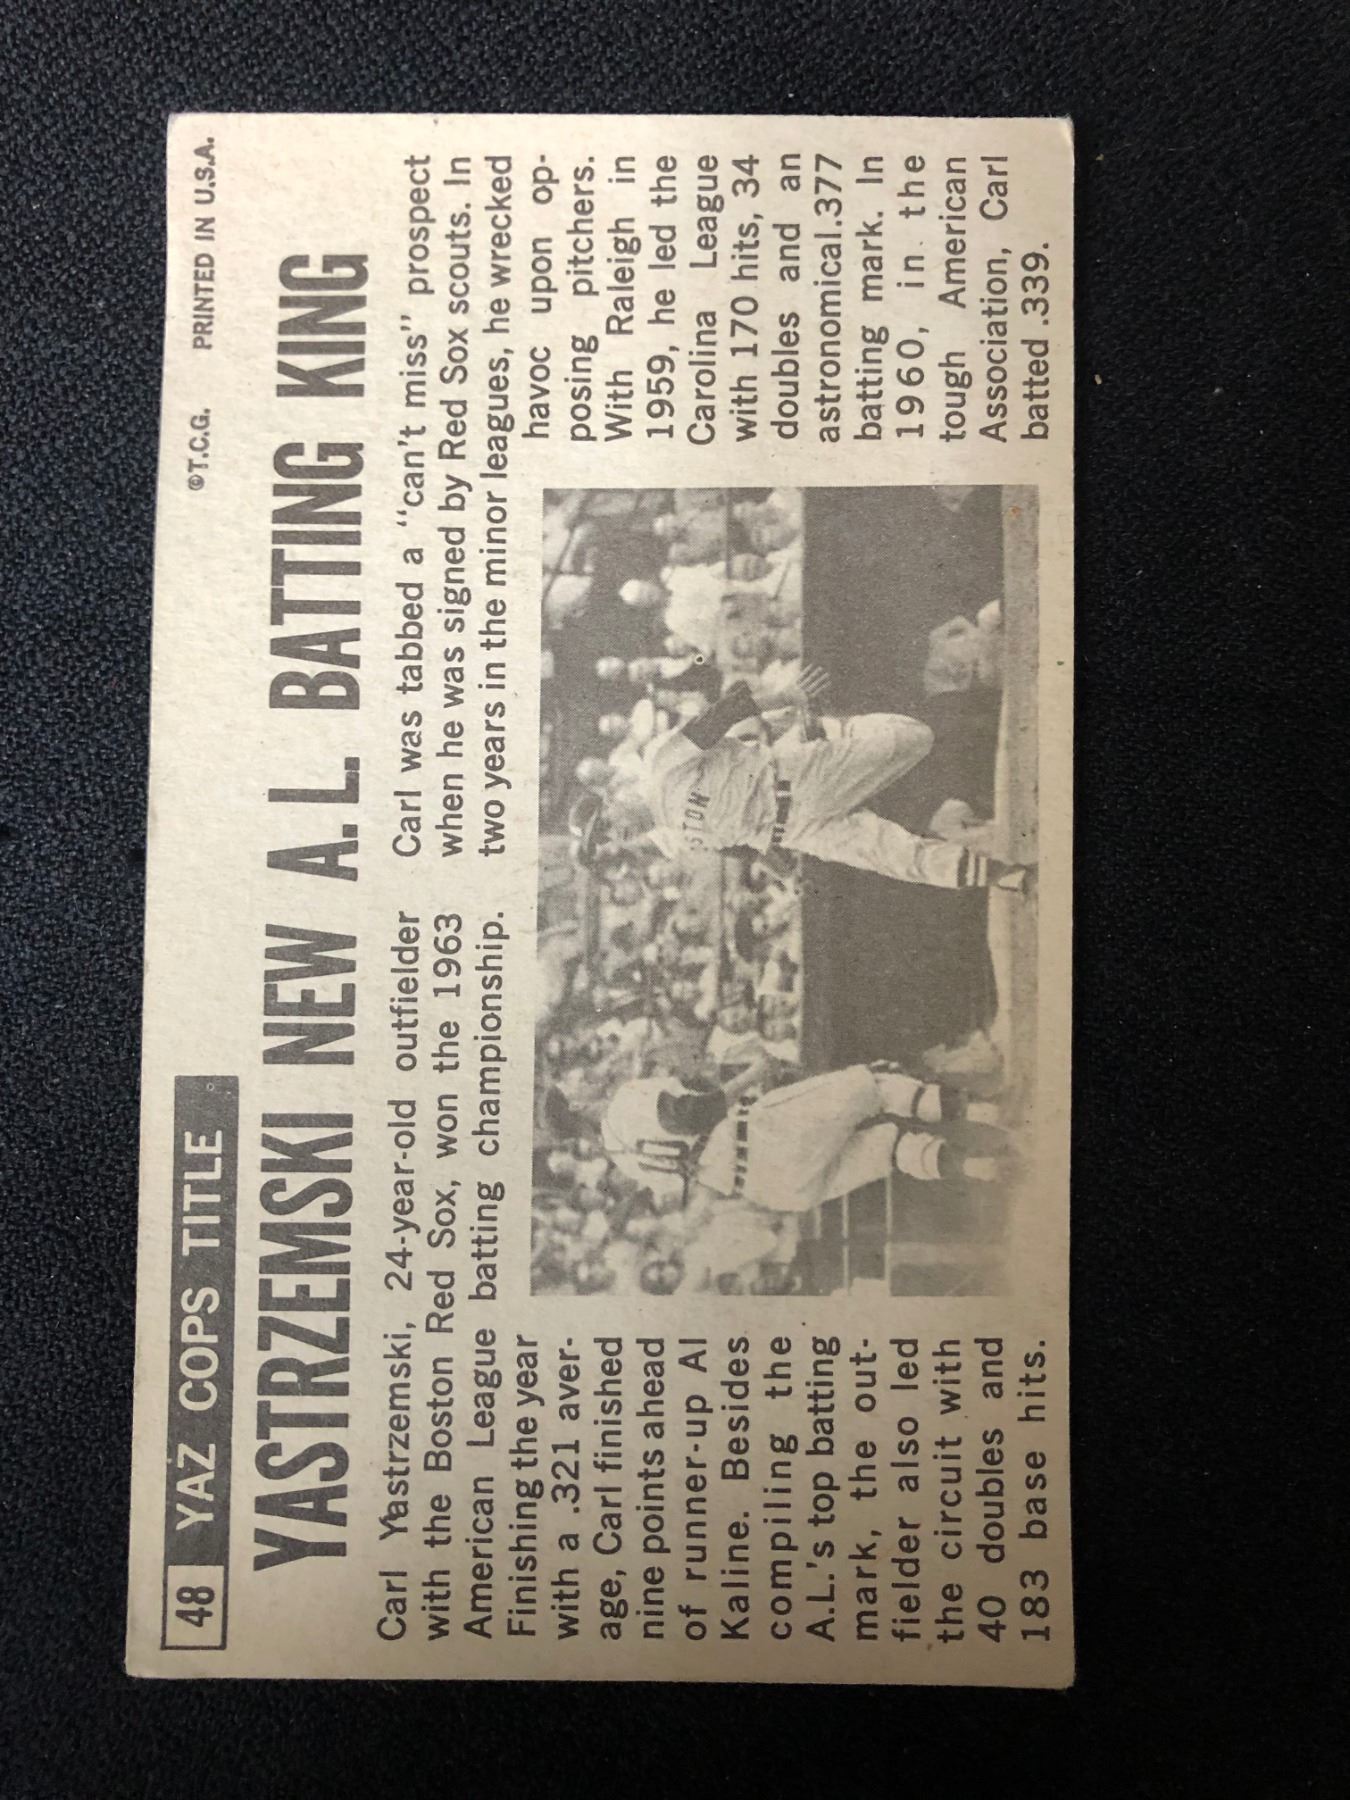 48 YAZ COPS TITLE
©T.C.G. PRINTED IN U.S.A.
YASTRZEMSKI NEW A.L. BATTING KING
Carl Yastrzemski, 24-year-old outfielder
with the Boston Red Sox, won the 1963
American League batting championship.
Finishing the year
with a .321 aver-
age, Carl finished
nine points ahead
of runner-up Al
Kaline. Besides
compiling the
A.L.'s top batting
mark, the out-
fielder also led
the circuit with
40 doubles and
183 base hits.
Carl was tabbed a "can't miss" prospect
when he was signed by Red Sox scouts. In
two years in the minor leagues, he wrecked
havoc upon op-
posing pitchers.
With Raleigh in
1959, he led the
Carolina League
with 170 hits, 34
doubles and an
astronomical.377
batting mark. In
1960, in the
tough American
Association, Carl
batted .339.
STON
10